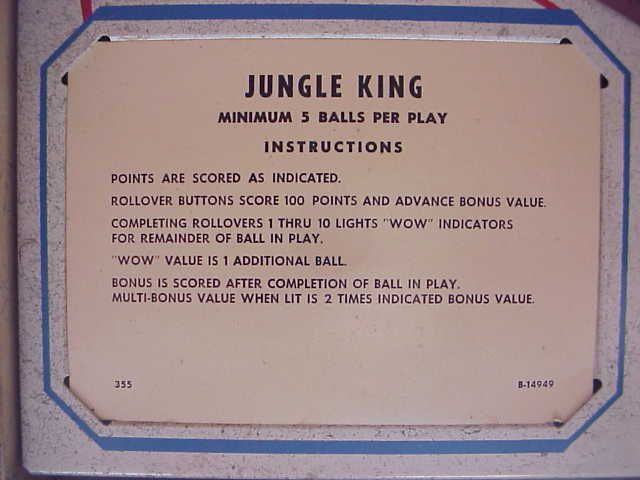 JUNGLE KING
MINIMUM 5 BALLS PER PLAY
INSTRUCTIONS
POINTS ARE SCORED AS INDICATED.
ROLLOVER BUTTONS SCORE 100 POINTS AND ADVANCE BONUS VALUE.
COMPLETING ROLLOVERS 1 THRU 10 LIGHTS "WOW" INDICATORS
FOR REMAINDER OF BALL IN PLAY.
"WOW" VALUE IS 1 ADDITIONAL BALL.
BONUS IS SCORED AFTER COMPLETION OF BALL IN PLAY.
MULTI-BONUS VALUE WHEN LIT IS 2 TIMES INDICATED BONUS VALUE.
355 B-14949